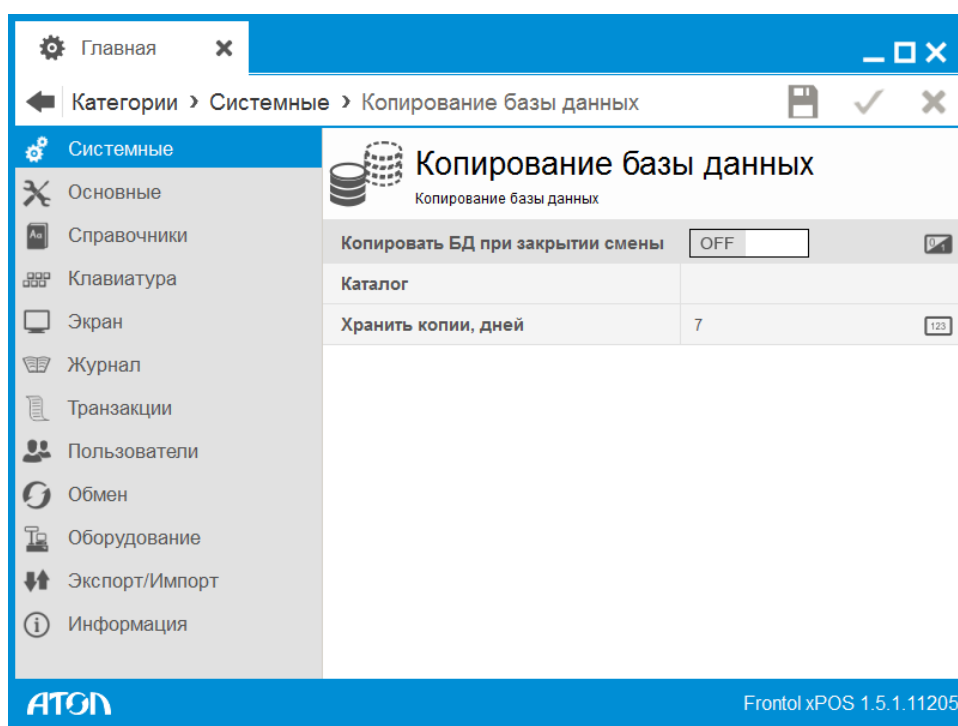 Главная
Категории › Системные › Копирование базы данных
Системные
Основные
Справочники
Клавиатура
Экран
Журнал
Транзакции
Пользователи
Обмен
Оборудование
Экспорт/Импорт
Информация
Копирование базы данных
Копирование базы данных
Копировать БД при закрытии смены OFF
Каталог
Хранить копии, дней 7 123
АТОЛ Frontol xPOS 1.5.1.11205